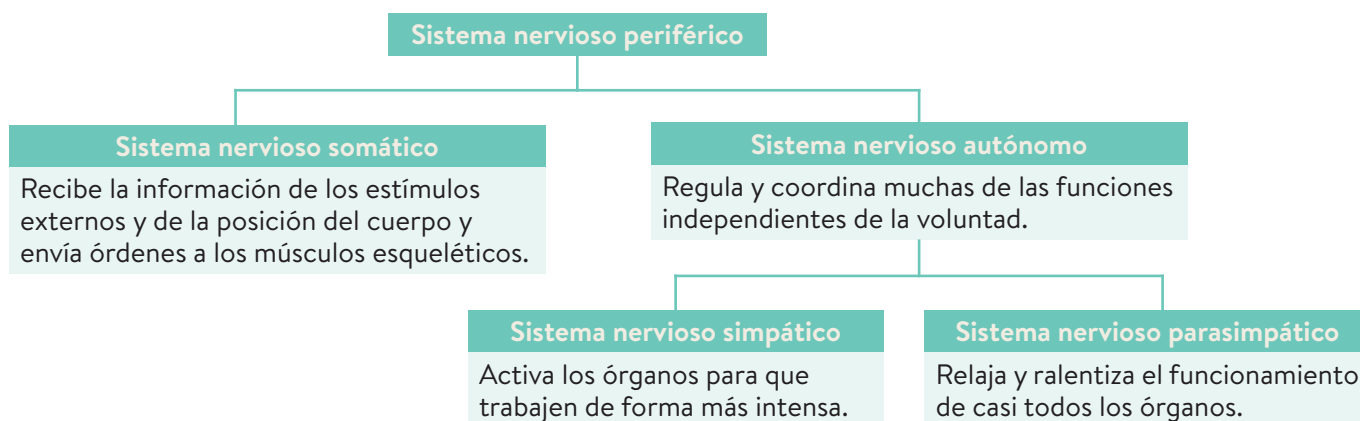 Sistema nervioso periférico
Sistema nervioso somático
Recibe la información de los estímulos
externos y de la posición del cuerpo y
envía órdenes a los músculos esqueléticos.
Sistema nervioso autónomo
Regula y coordina muchas de las funciones
independientes de la voluntad.
Sistema nervioso simpático
Activa los órganos para que
trabajen de forma más intensa.
Sistema nervioso parasimpático
Relaja y ralentiza el funcionamiento
de casi todos los órganos.